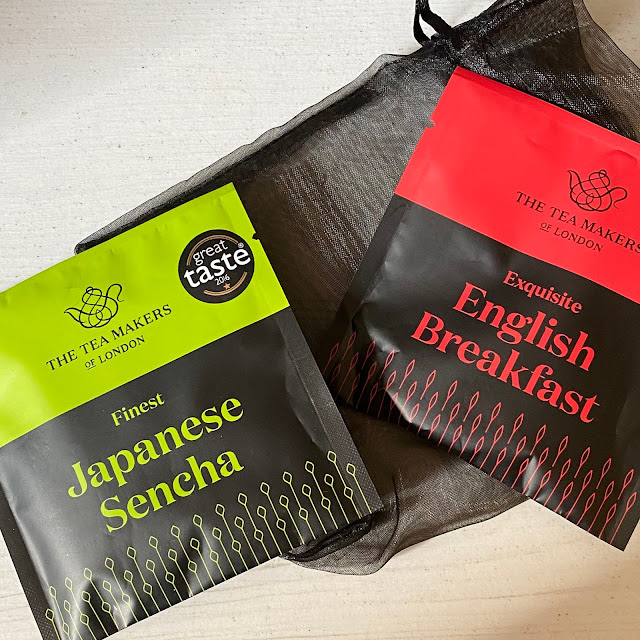 THE TEA MAKERS
OF LONDON
great
taste®
2016
Finest
Japanese
Sencha
THE TEA MAKERS
OF LONDON
Exquisite
English
Breakfast